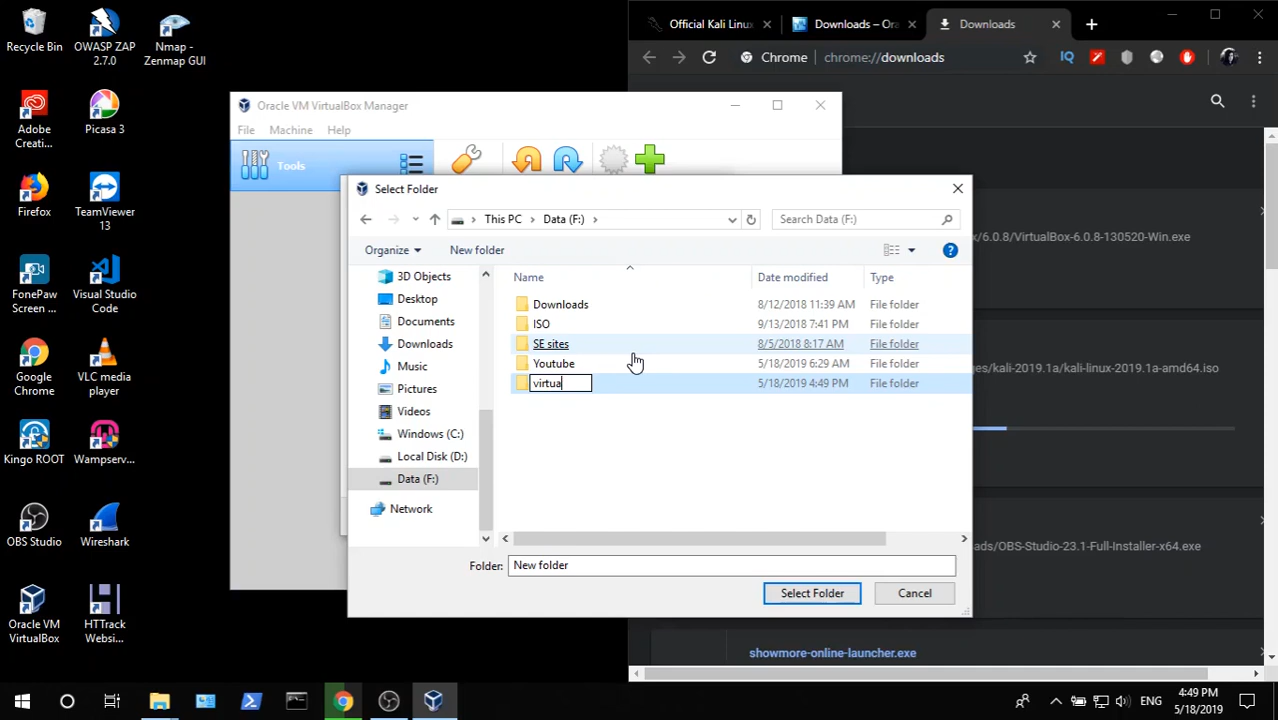 Recycle Bin
OWASP ZAP
2.7.0
Nmap -
Zenmap GUI
Adobe
Creati...
Picasa 3
Firefox
TeamViewer
13
FonePaw
Screen ...
Visual Studio
Code
Google
Chrome
VLC media
player
Kingo ROOT
Wampserv...
OBS Studio
Wireshark
Oracle VM
VirtualBox
HTTrack
Websi...
Official Kali Linux
Downloads – Ora
Downloads
Chrome
chrome://downloads
x/6.0.8/VirtualBox-6.0.8-130520-Win.exe
es/kali-2019.1a/kali-linux-2019.1a-amd64.iso
ads/OBS-Studio-23.1-Full-Installer-x64.exe
showmore-online-launcher.exe
Oracle VM VirtualBox Manager
File Machine Help
Tools
Select Folder
This PC
Data (F:)
Search Data (F:)
Organize
New folder
3D Objects
Desktop
Documents
Downloads
Music
Pictures
Videos
Windows (C:)
Local Disk (D:)
Data (F:)
Network
Name Date modified Type
Downloads 8/12/2018 11:39 AM File folder
ISO 9/13/2018 7:41 PM File folder
SE sites 8/5/2018 8:17 AM File folder
Youtube 5/18/2019 6:29 AM File folder
virtua 5/18/2019 4:49 PM File folder
Folder: New folder
Select Folder Cancel
ENG
4:49 PM
5/18/2019